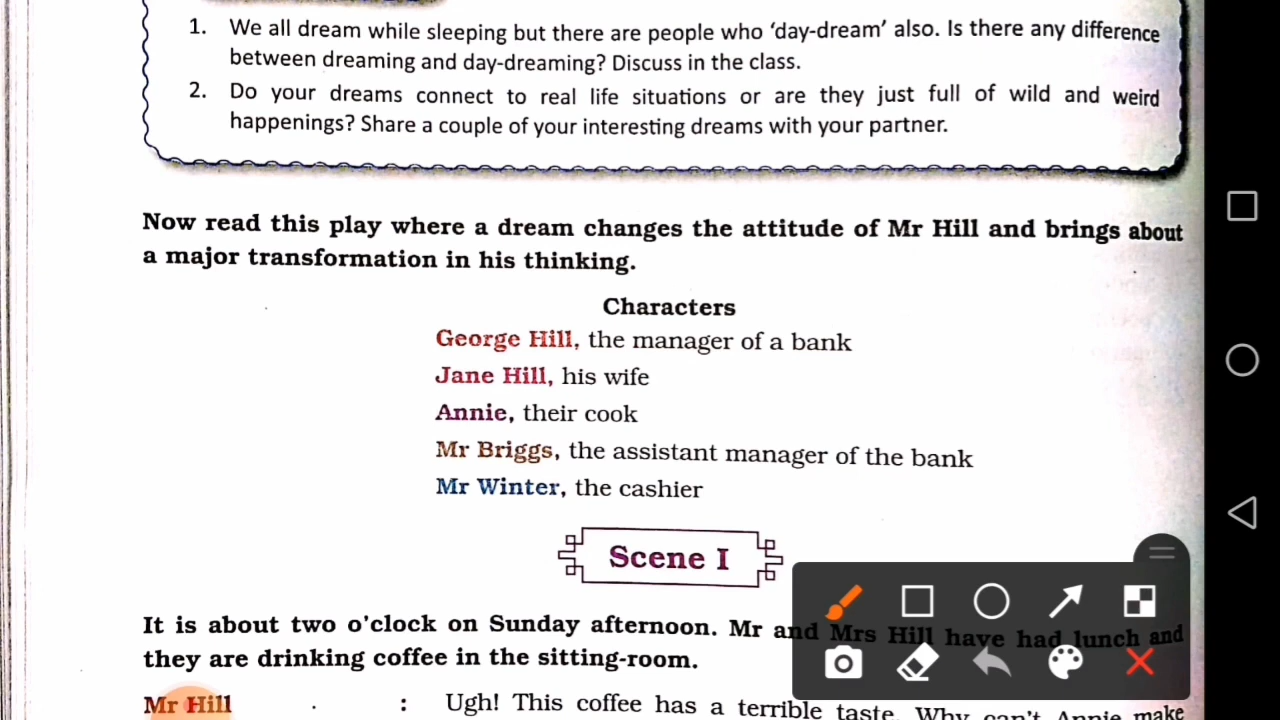 1. We all dream while sleeping but there are people who ‘day-dream’ also. Is there any difference
between dreaming and day-dreaming? Discuss in the class.
2. Do your dreams connect to real life situations or are they just full of wild and weird
happenings? Share a couple of your interesting dreams with your partner.
Now read this play where a dream changes the attitude of Mr Hill and brings about
a major transformation in his thinking.
Characters
George Hill, the manager of a bank
Jane Hill, his wife
Annie, their cook
Mr Briggs, the assistant manager of the bank
Mr Winter, the cashier
Scene I
It is about two o’clock on Sunday afternoon. Mr and Mrs Hill have had lunch and
they are drinking coffee in the sitting-room.
Mr Hill : Ugh! This coffee has a terrible taste. Why can’t Annie make